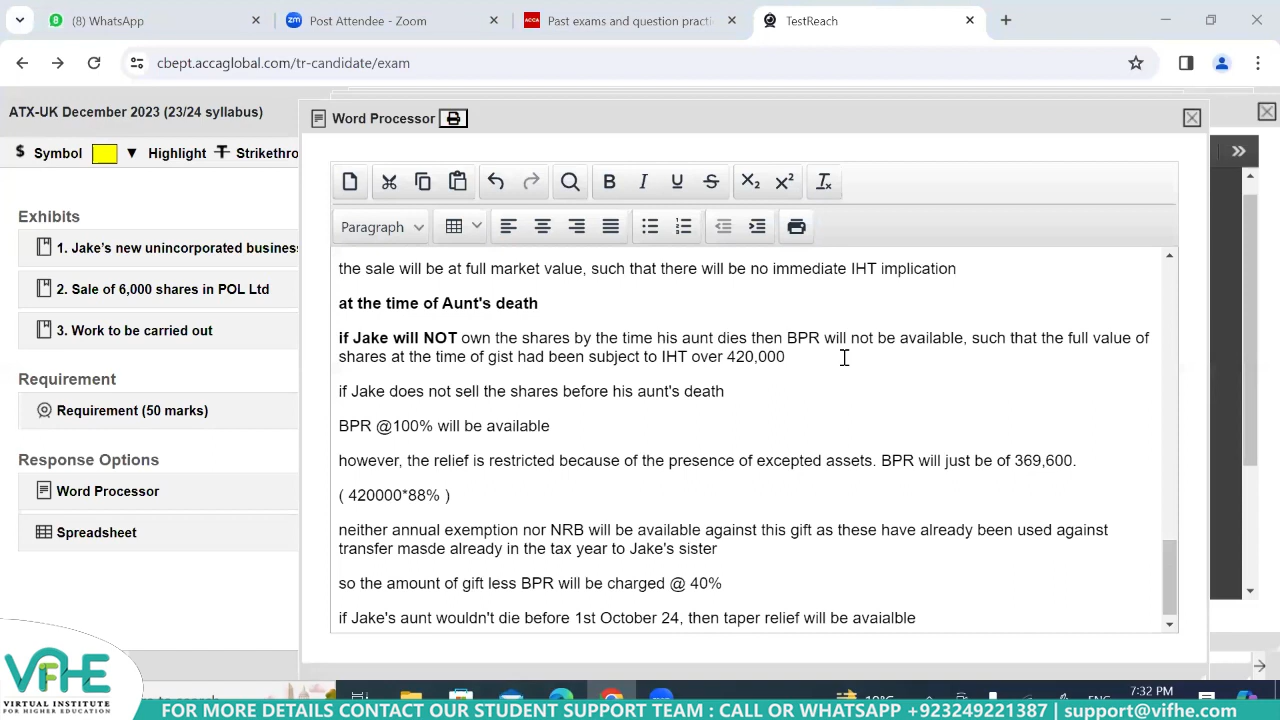 (8) WhatsApp
Post Attendee - Zoom
ACCA
Past exams and question practi
TestReach
cbept.accaglobal.com/tr-candidate/exam
ATX-UK December 2023 (23/24 syllabus)
Word Processor
$ Symbol
Highlight
T Strikethro
B I U S X₂ X² Tx
Paragraph
Exhibits
1. Jake's new unincorporated busines
2. Sale of 6,000 shares in POL Ltd
3. Work to be carried out
Requirement
Requirement (50 marks)
Response Options
Word Processor
Spreadsheet
the sale will be at full market value, such that there will be no immediate IHT implication
at the time of Aunt's death
if Jake will NOT own the shares by the time his aunt dies then BPR will not be available, such that the full value of
shares at the time of gist had been subject to IHT over 420,000
if Jake does not sell the shares before his aunt's death
BPR @100% will be available
however, the relief is restricted because of the presence of excepted assets. BPR will just be of 369,600.
( 420000*88% )
neither annual exemption nor NRB will be available against this gift as these have already been used against
transfer masde already in the tax year to Jake's sister
so the amount of gift less BPR will be charged @ 40%
if Jake's aunt wouldn't die before 1st October 24, then taper relief will be avaialble
7:32 PM
VFHE
VIRTUAL INSTITUTE
FOR HIGHER EDUCATION
FOR MORE DETAILS CONTACT OUR STUDENT SUPPORT TEAM : CALL OR WHATSAPP +923249221387 | support@vifhe.com